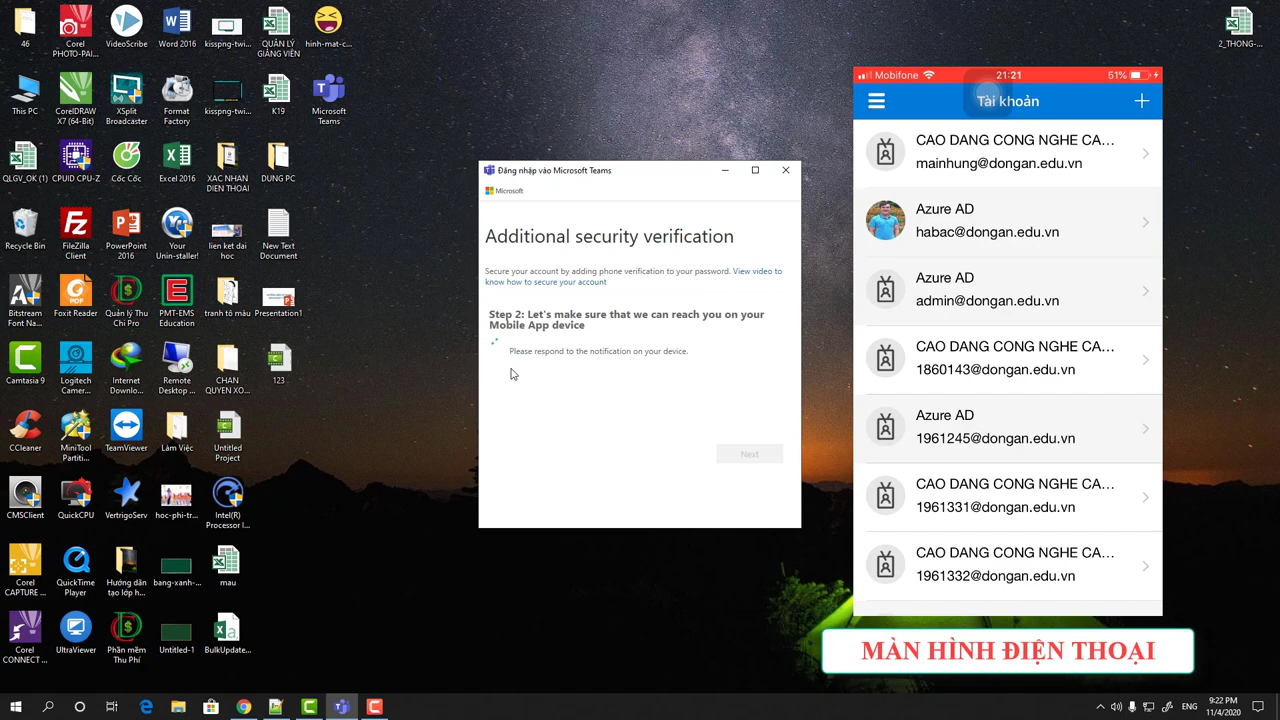 46
Corel
PHOTO-PAI...
VideoScribe
Word 2016
kisspng-twi...
QUẢN LÝ
GIẢNG VIÊN
hinh-mat-c...
2_THONG-...
This PC
CorelDRAW
X7 (64-Bit)
XSplit
Broadcaster
Format
Factory
kisspng-twi...
K19
Microsoft
Teams
QLGV_OK (1)
CPUID CPU-Z
Cốc Cốc
Excel 2016
XAC NHAN
DIEN THOAI
DUNG PC
Recycle Bin
FileZilla
Client
PowerPoint
2016
Your
Unin-staller!
lien ket dai
hoc
New Text
Document
Bitstream
Font Na...
Foxit Reader
Quản lý Thu
Chi Pro
PMT-EMS
Education
tranh tô màu
Presentation1
Camtasia 9
Logitech
Camera...
Internet
Downlo...
Remote
Desktop ...
CHAN
QUYEN XO...
123
CCleaner
MiniTool
Partiti...
TeamViewer
Làm Việc
Untitled
Project
CMSClient
QuickCPU
VertrigoServ
hoc-phi-tr...
Intel(R)
Processor I...
Corel
CAPTURE ...
QuickTime
Player
Hướng dẫn
tạo lớp h...
bang-xanh-...
mau
Corel
CONNECT ...
UltraViewer
Phần mềm
Thu Phí
Untitled-1
BulkUpdate...
Đăng nhập vào Microsoft Teams
Microsoft
Additional security verification
Secure your account by adding phone verification to your password. View video to
know how to secure your account
Step 2: Let's make sure that we can reach you on your
Mobile App device
Please respond to the notification on your device.
Next
Mobifone
21:21
51%
Tài khoản
CAO DANG CONG NGHE CA...
mainhung@dongan.edu.vn
Azure AD
habac@dongan.edu.vn
Azure AD
admin@dongan.edu.vn
CAO DANG CONG NGHE CA...
1860143@dongan.edu.vn
Azure AD
1961245@dongan.edu.vn
CAO DANG CONG NGHE CA...
1961331@dongan.edu.vn
CAO DANG CONG NGHE CA...
1961332@dongan.edu.vn
MÀN HÌNH ĐIỆN THOẠI
ENG
9:22 PM
11/4/2020